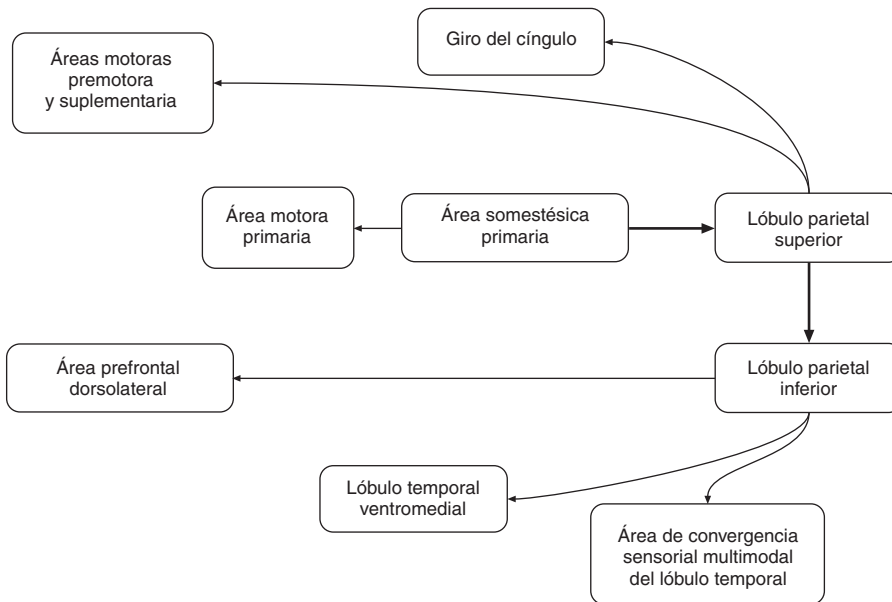 Giro del cíngulo
Áreas motoras
premotora
y suplementaria
Área motora
primaria
Área somestésica
primaria
Lóbulo parietal
superior
Área prefrontal
dorsolateral
Lóbulo parietal
inferior
Lóbulo temporal
ventromedial
Área de convergencia
sensorial multimodal
del lóbulo temporal